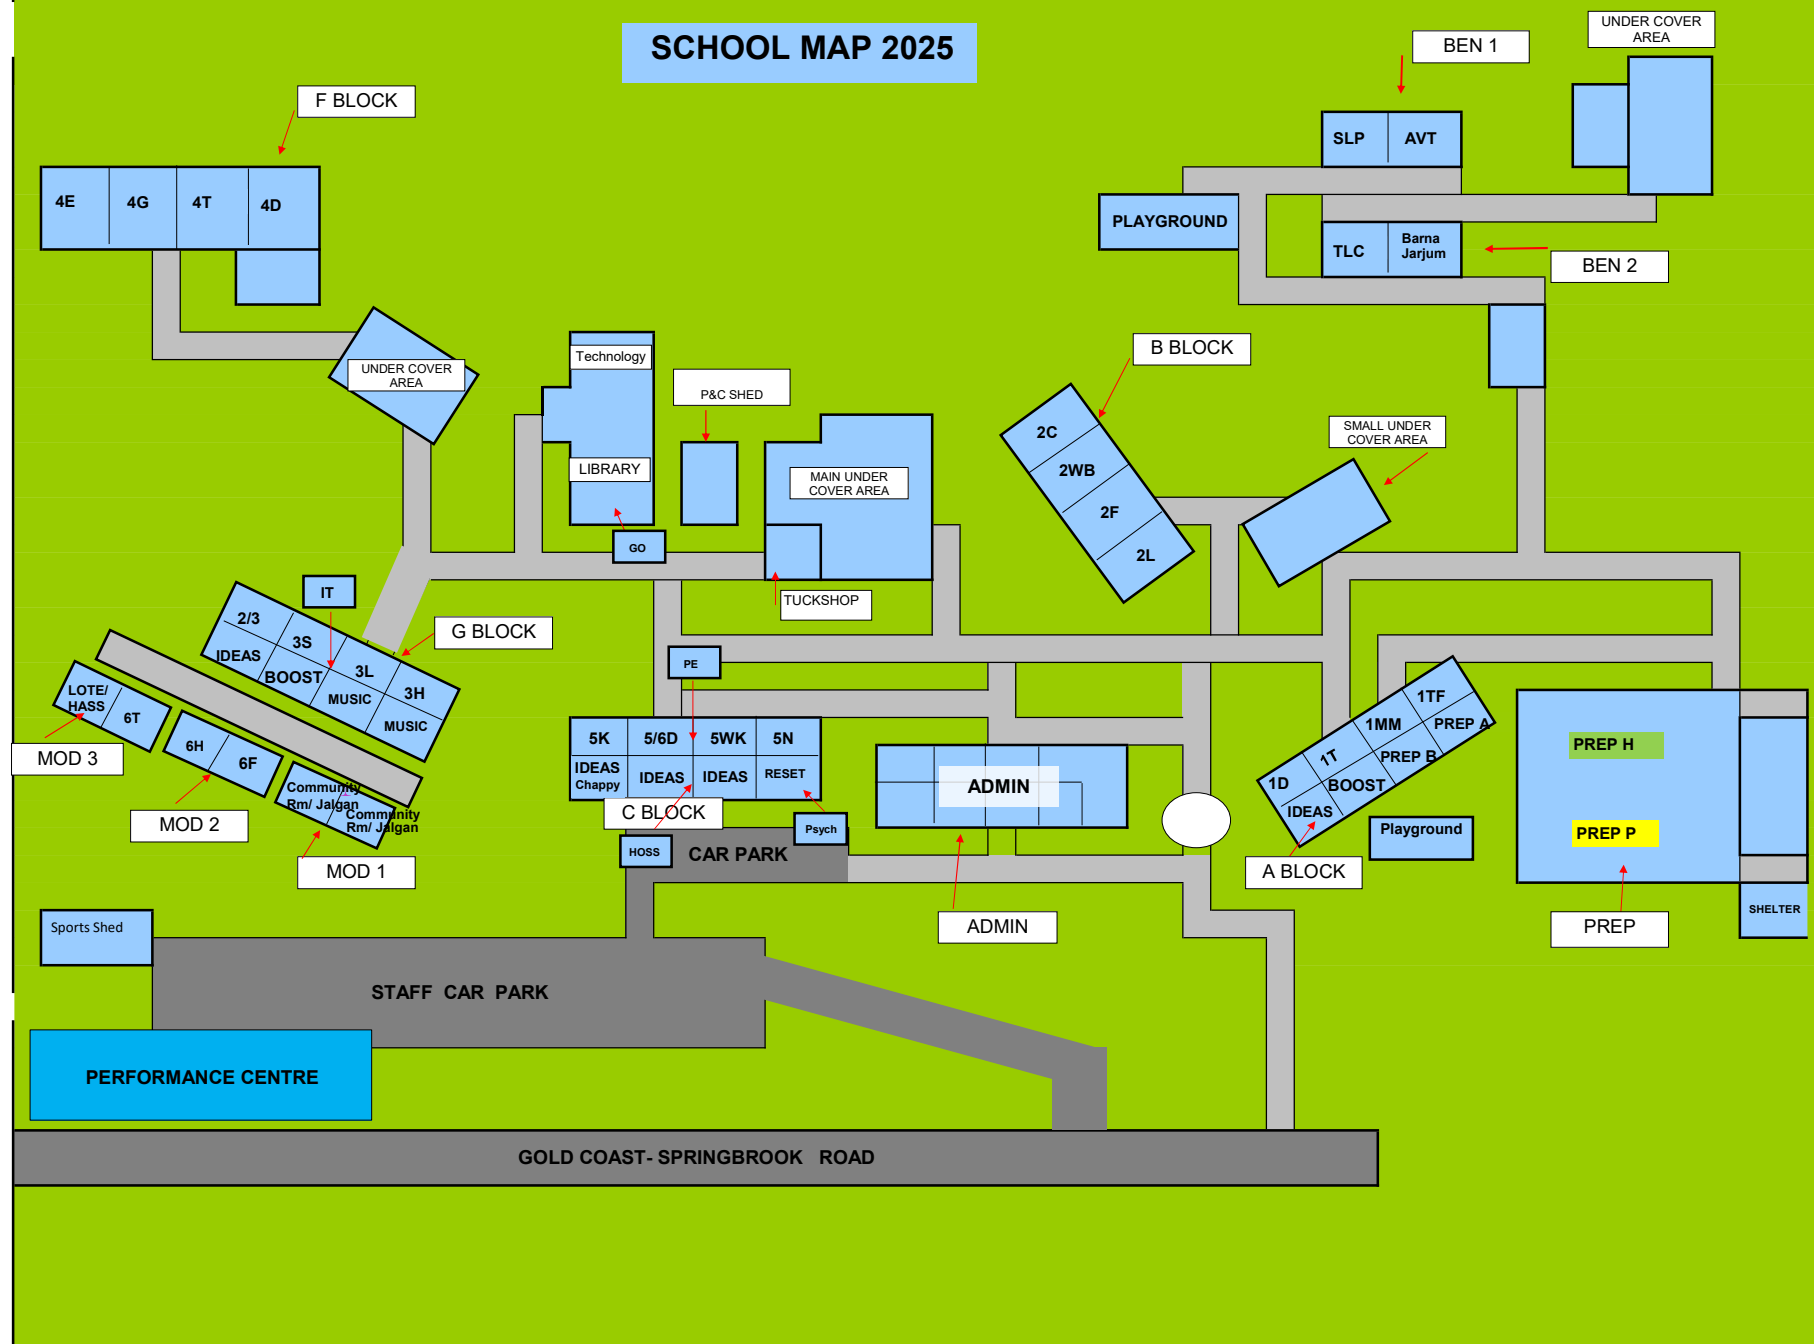 SCHOOL MAP 2025
UNDER COVER
AREA
BEN 1
F BLOCK
SLP
AVT
4E
4G
4T
4D
PLAYGROUND
TLC
Barna
Jarjum
BEN 2
UNDER COVER
AREA
Technology
B BLOCK
P&C SHED
LIBRARY
MAIN UNDER
COVER AREA
2C
2WB
2F
2L
SMALL UNDER
COVER AREA
GO
TUCKSHOP
IT
G BLOCK
2/3
3S
3L
3H
IDEAS
BOOST
MUSIC
MUSIC
PE
LOTE/
HASS
6T
6H
6F
Community
Rm/ Jalgan
Community
Rm/ Jalgan
MOD 3
MOD 2
MOD 1
5K
5/6D
5WK
5N
IDEAS
Chappy
IDEAS
IDEAS
RESET
C BLOCK
HOSS
Psych
CAR PARK
ADMIN
ADMIN
1D
1T
1MM
1TF
IDEAS
BOOST
PREP B
PREP A
A BLOCK
Playground
PREP H
PREP P
PREP
SHELTER
Sports Shed
STAFF CAR PARK
PERFORMANCE CENTRE
GOLD COAST- SPRINGBROOK ROAD